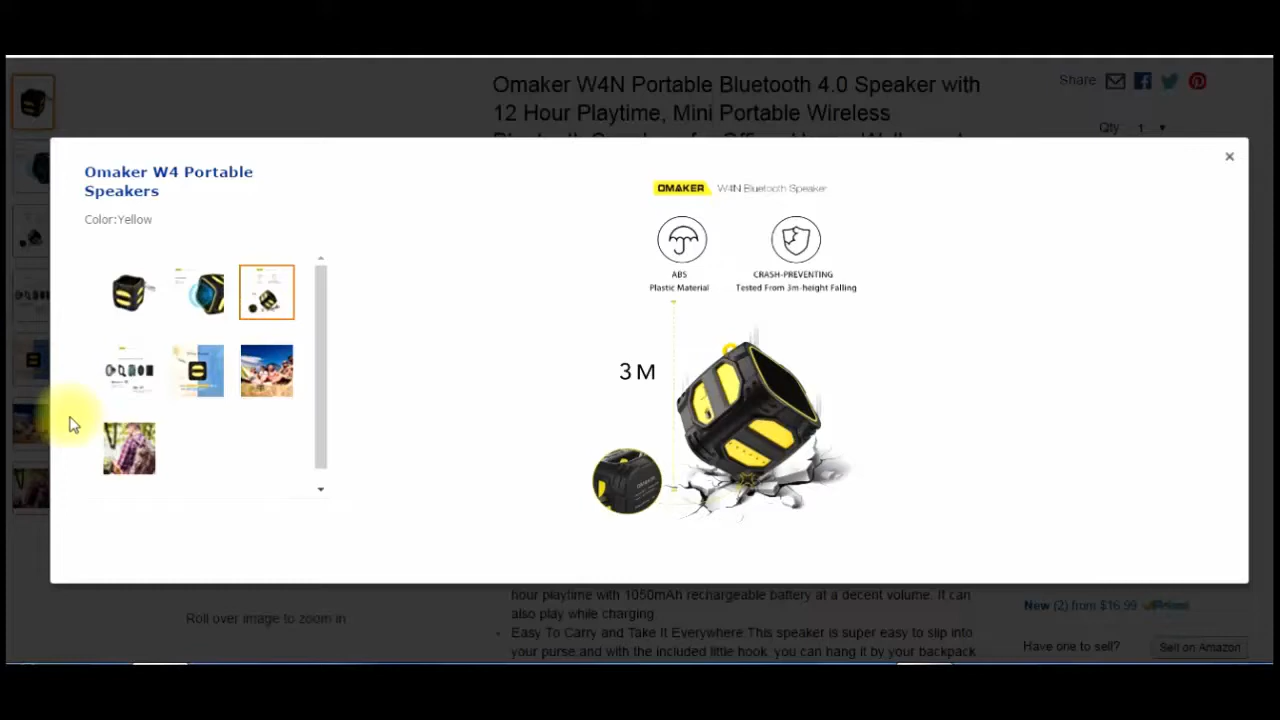 Omaker W4N Portable Bluetooth 4.0 Speaker with
12 Hour Playtime, Mini Portable Wireless
Share
Qty 1
Omaker W4 Portable
Speakers
Color:Yellow
OMAKER W4N Bluetooth Speaker
ABS
Plastic Material
CRASH-PREVENTING
Tested From 3m-height Falling
3 M
hour playtime with 1050mAh rechargeable battery at a decent volume. It can
also play while charging
Easy To Carry and Take It Everywhere This speaker is super easy to slip into
your purse and with the included little hook, you can hang it by your backpack
Roll over image to zoom in
New (2) from $16.99
Have one to sell?
Sell on Amazon